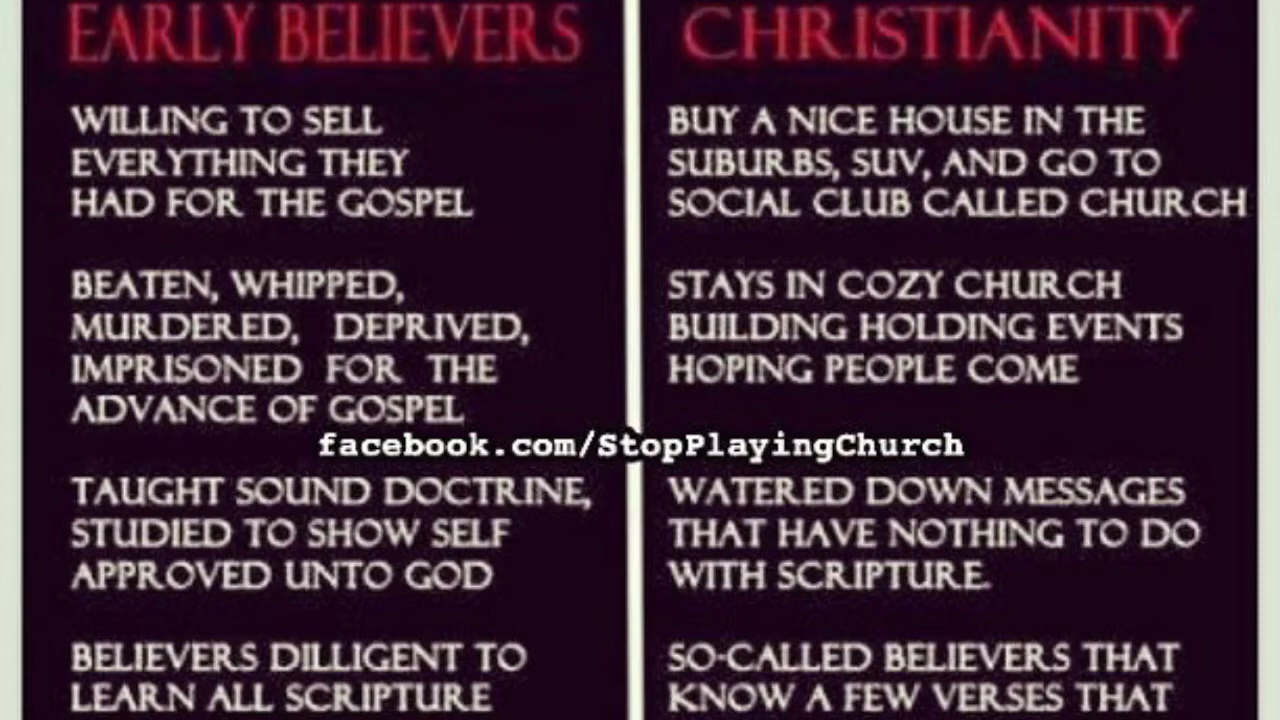 EARLY BELIEVERS
WILLING TO SELL
EVERYTHING THEY
HAD FOR THE GOSPEL
BEATEN, WHIPPED,
MURDERED, DEPRIVED,
IMPRISONED FOR THE
ADVANCE OF GOSPEL
TAUGHT SOUND DOCTRINE,
STUDIED TO SHOW SELF
APPROVED UNTO GOD
BELIEVERS DILLIGENT TO
LEARN ALL SCRIPTURE
CHRISTIANITY
BUY A NICE HOUSE IN THE
SUBURBS, SUV, AND GO TO
SOCIAL CLUB CALLED CHURCH
STAYS IN COZY CHURCH
BUILDING HOLDING EVENTS
HOPING PEOPLE COME
WATERED DOWN MESSAGES
THAT HAVE NOTHING TO DO
WITH SCRIPTURE.
SO-CALLED BELIEVERS THAT
KNOW A FEW VERSES THAT
facebook.com/StopPlayingChurch